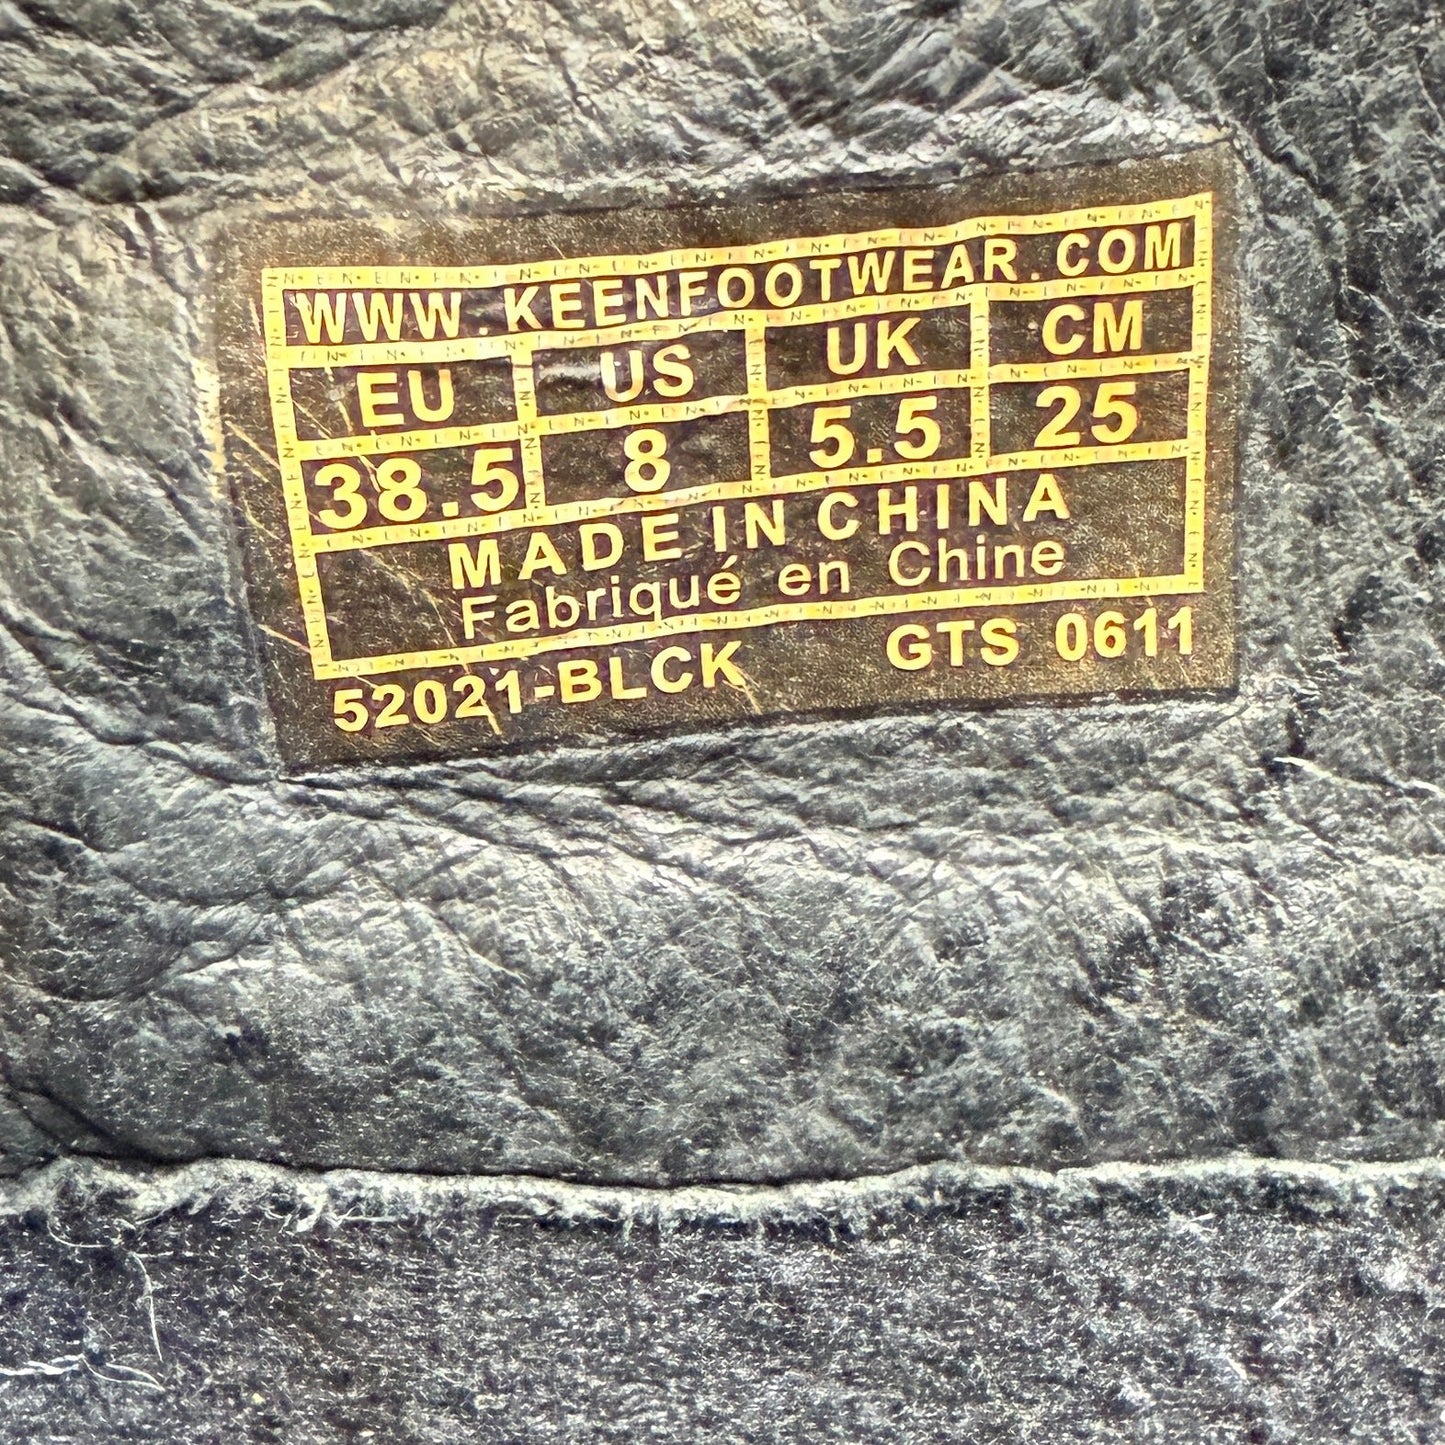 WWW.KEENFOOTWEAR.COM
EU US UK CM
38.5 8 5.5 25
MADE IN CHINA
Fabriqué en Chine
52021-BLCK GTS 0611